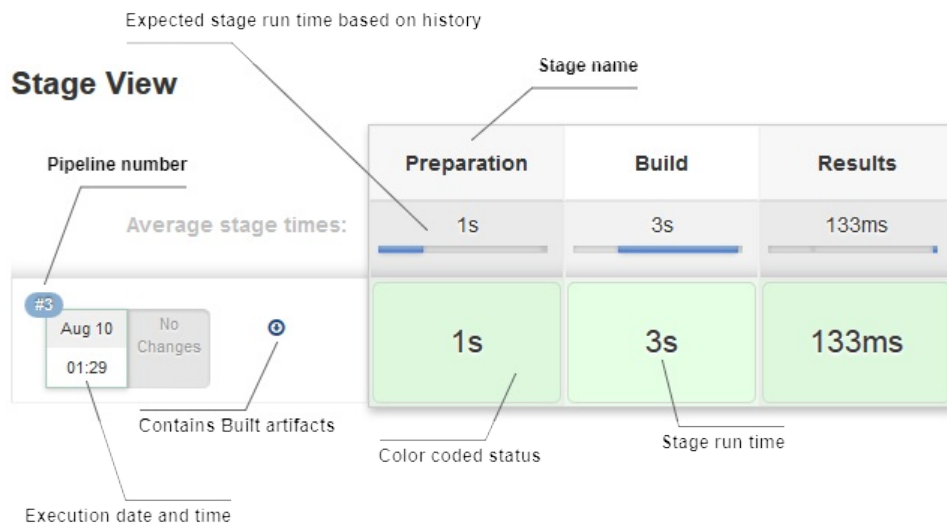 Expected stage run time based on history
Stage name
Stage View
Pipeline number
Preparation
Build
Results
Average stage times:
1s
3s
133ms
#3
Aug 10
No
Changes
01:29
1s
3s
133ms
Contains Built artifacts
Color coded status
Stage run time
Execution date and time